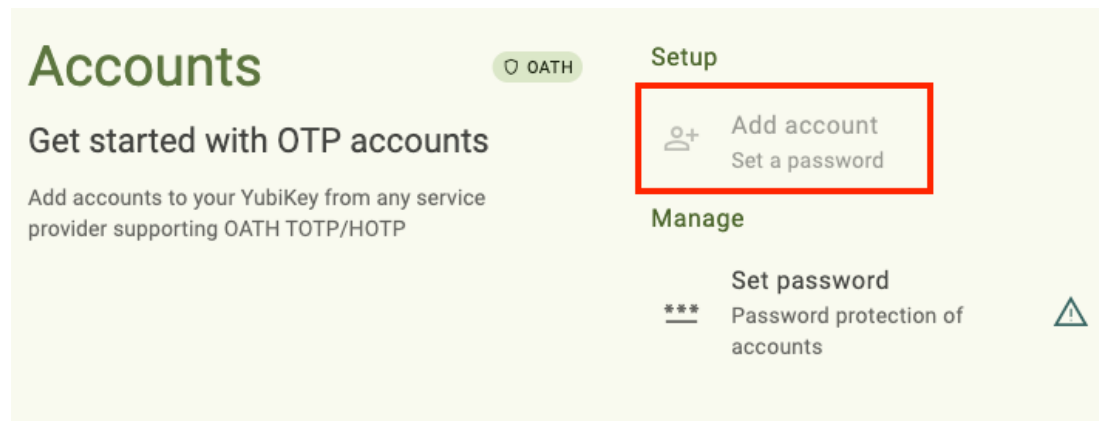 Accounts
OATH
Get started with OTP accounts
Add accounts to your YubiKey from any service
provider supporting OATH TOTP/HOTP
Setup
Add account
Set a password
Manage
Set password
Password protection of
accounts